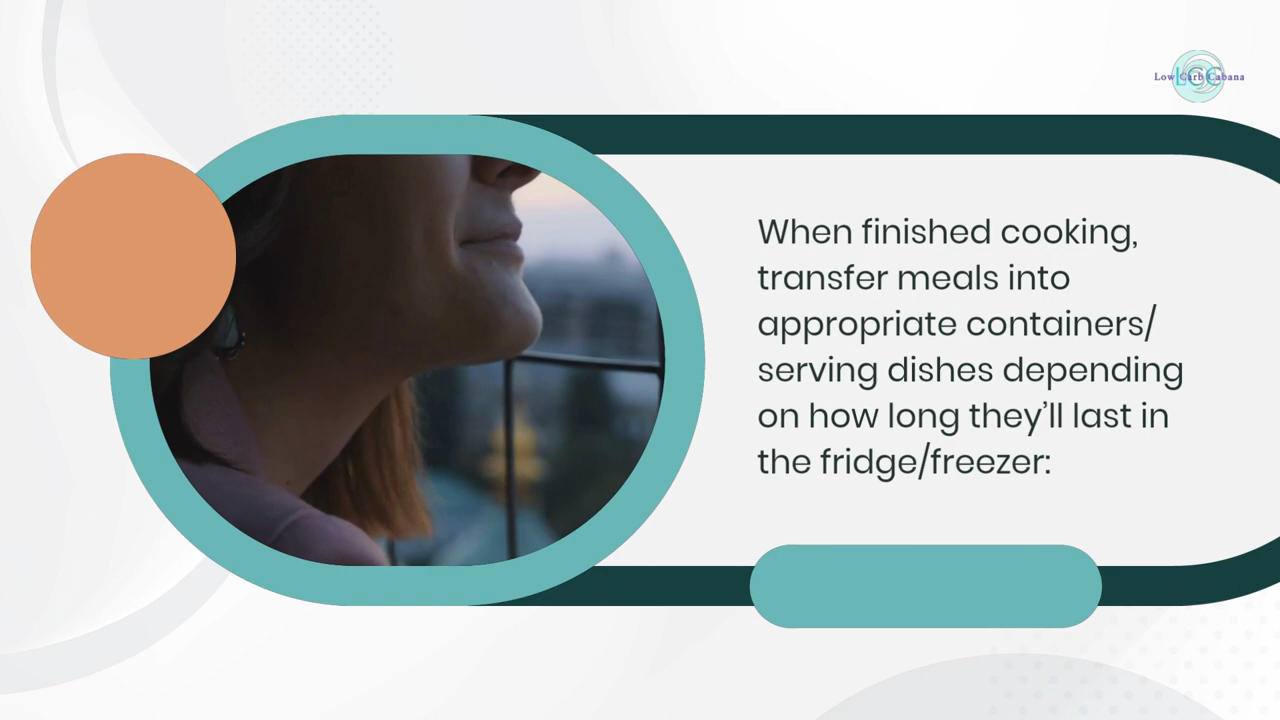 LCC
Low Carb Cabana
When finished cooking,
transfer meals into
appropriate containers/
serving dishes depending
on how long they’ll last in
the fridge/freezer: